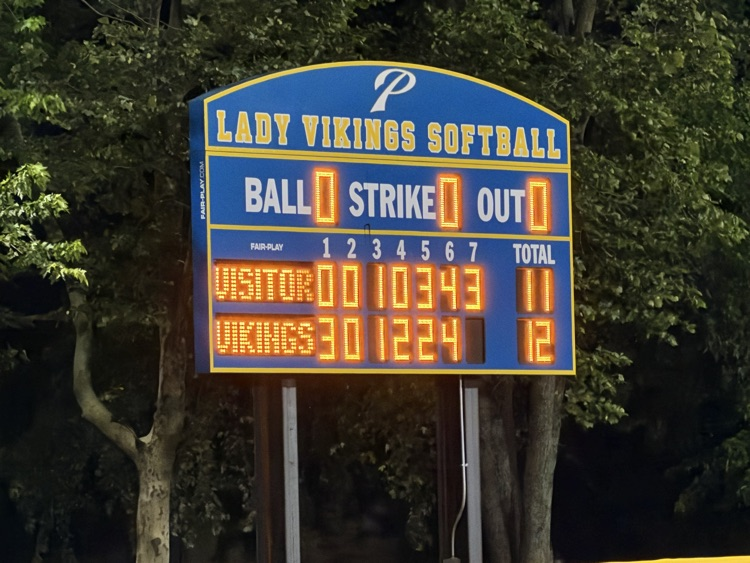 P
LADY VIKINGS SOFTBALL
BALL 0 STRIKE 0 OUT 0
FAIR-PLAY.COM
FAIR-PLAY 1 2 3 4 5 6 7 TOTAL
VISITOR 0 0 1 0 3 4 3 11
VIKINGS 3 0 1 2 2 4 12